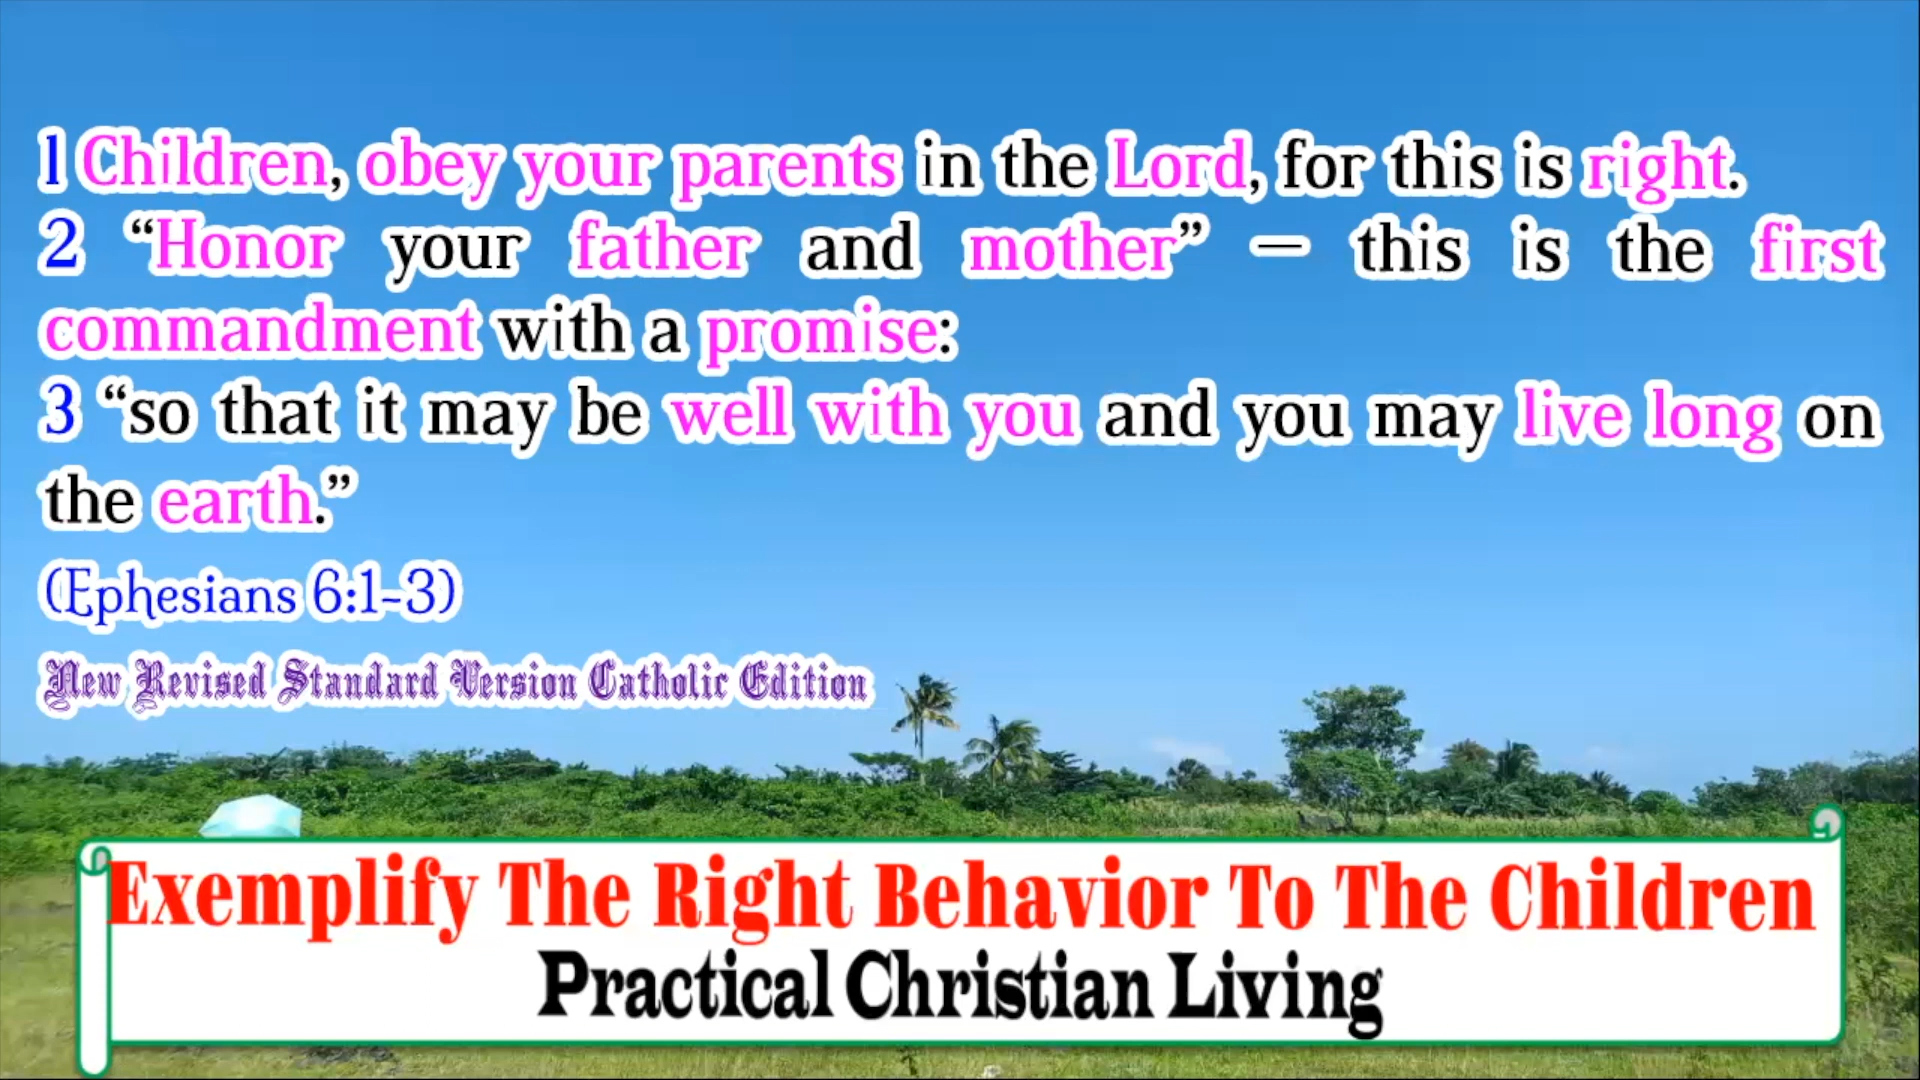 1 Children, obey your parents in the Lord, for this is right.
2 “Honor your father and mother” — this is the first
commandment with a promise:
3 “so that it may be well with you and you may live long on
the earth.”
(Ephesians 6:1-3)
New Revised Standard Version Catholic Edition
Exemplify The Right Behavior To The Children
Practical Christian Living